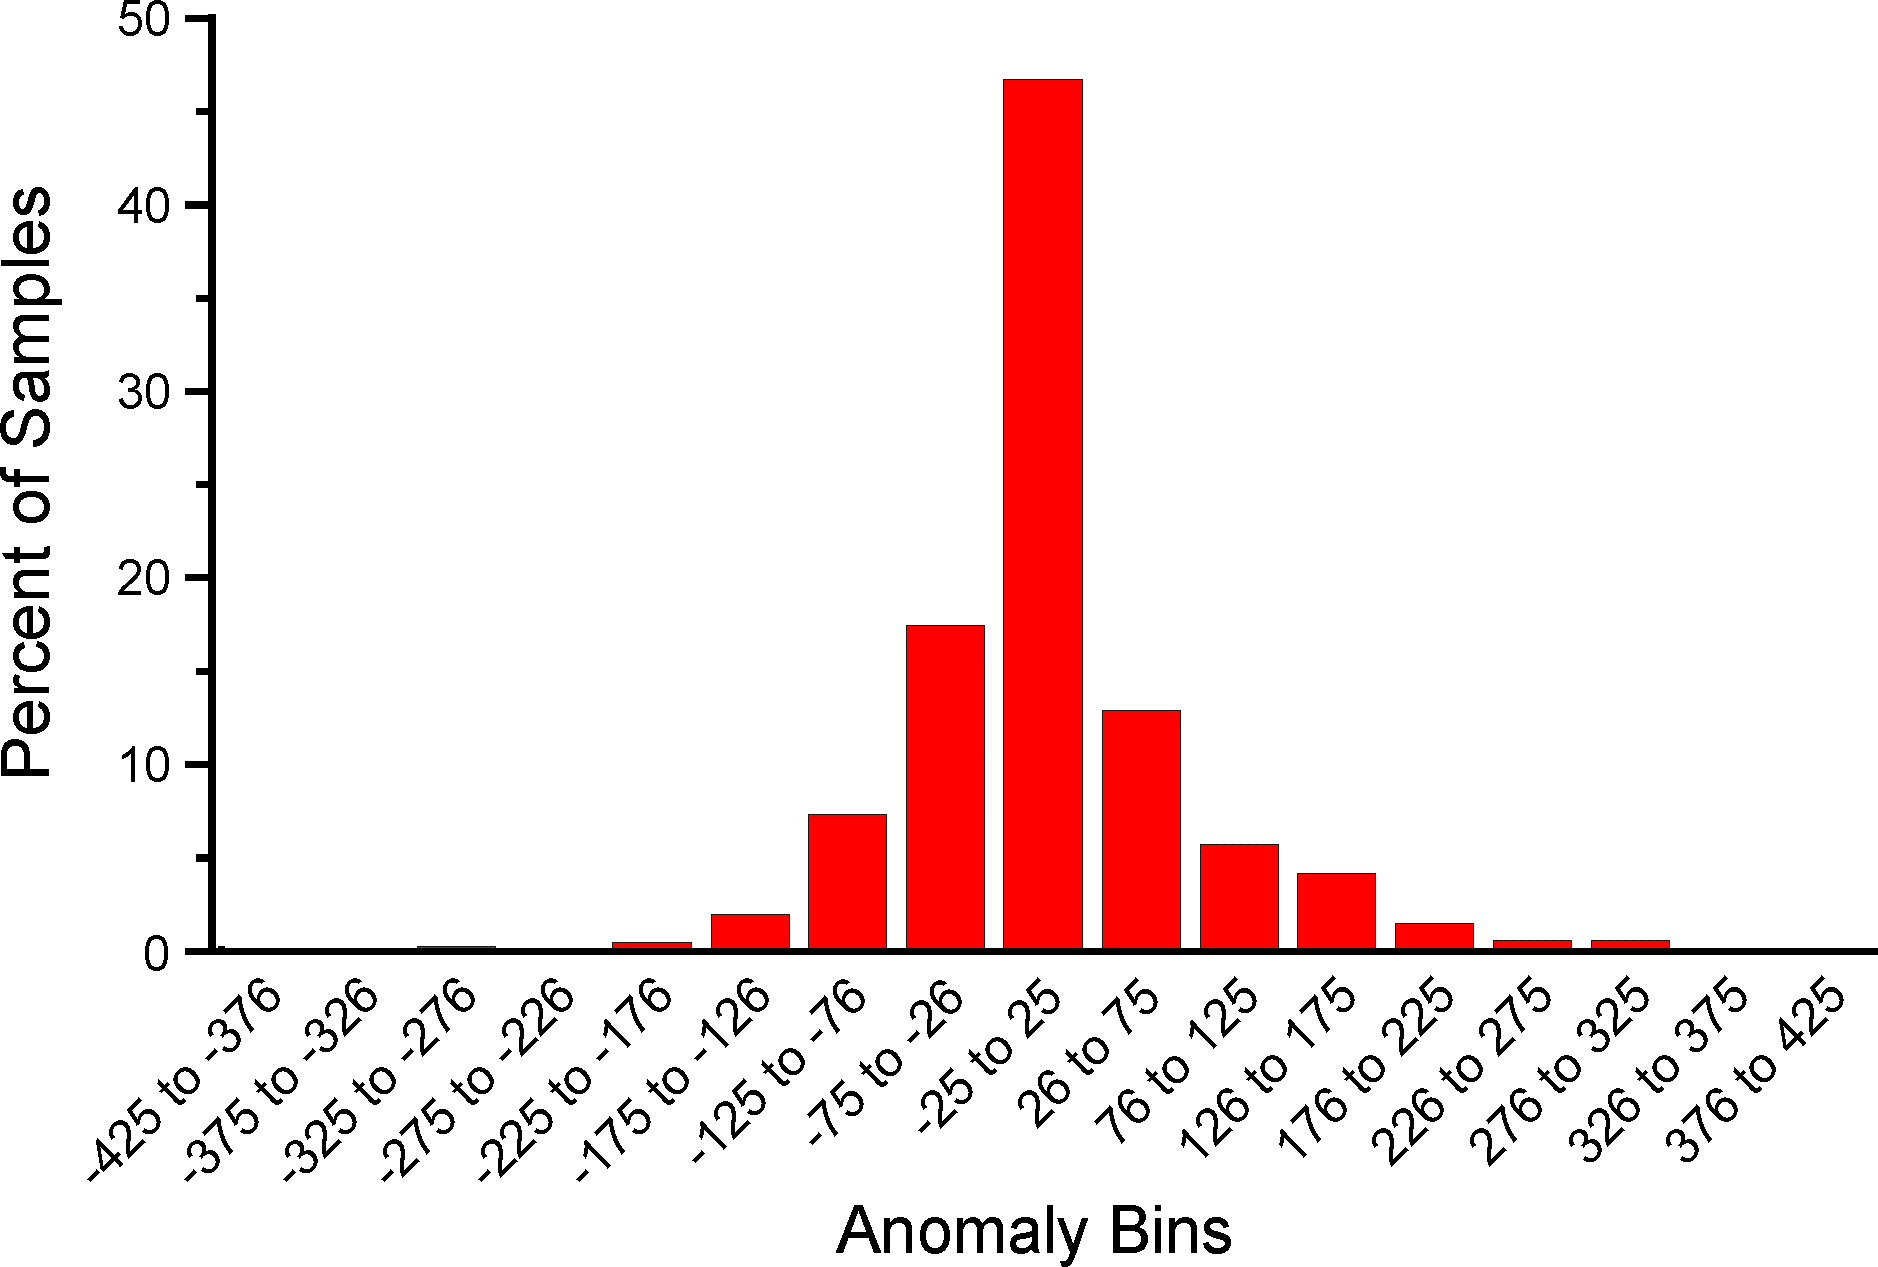 Percent of Samples
50
40
30
20
10
0
-425 to -376
-375 to -326
-325 to -276
-275 to -226
-225 to -176
-175 to -126
-125 to -76
-75 to -26
-25 to 25
26 to 75
76 to 125
126 to 175
176 to 225
226 to 275
276 to 325
326 to 375
376 to 425
Anomaly Bins